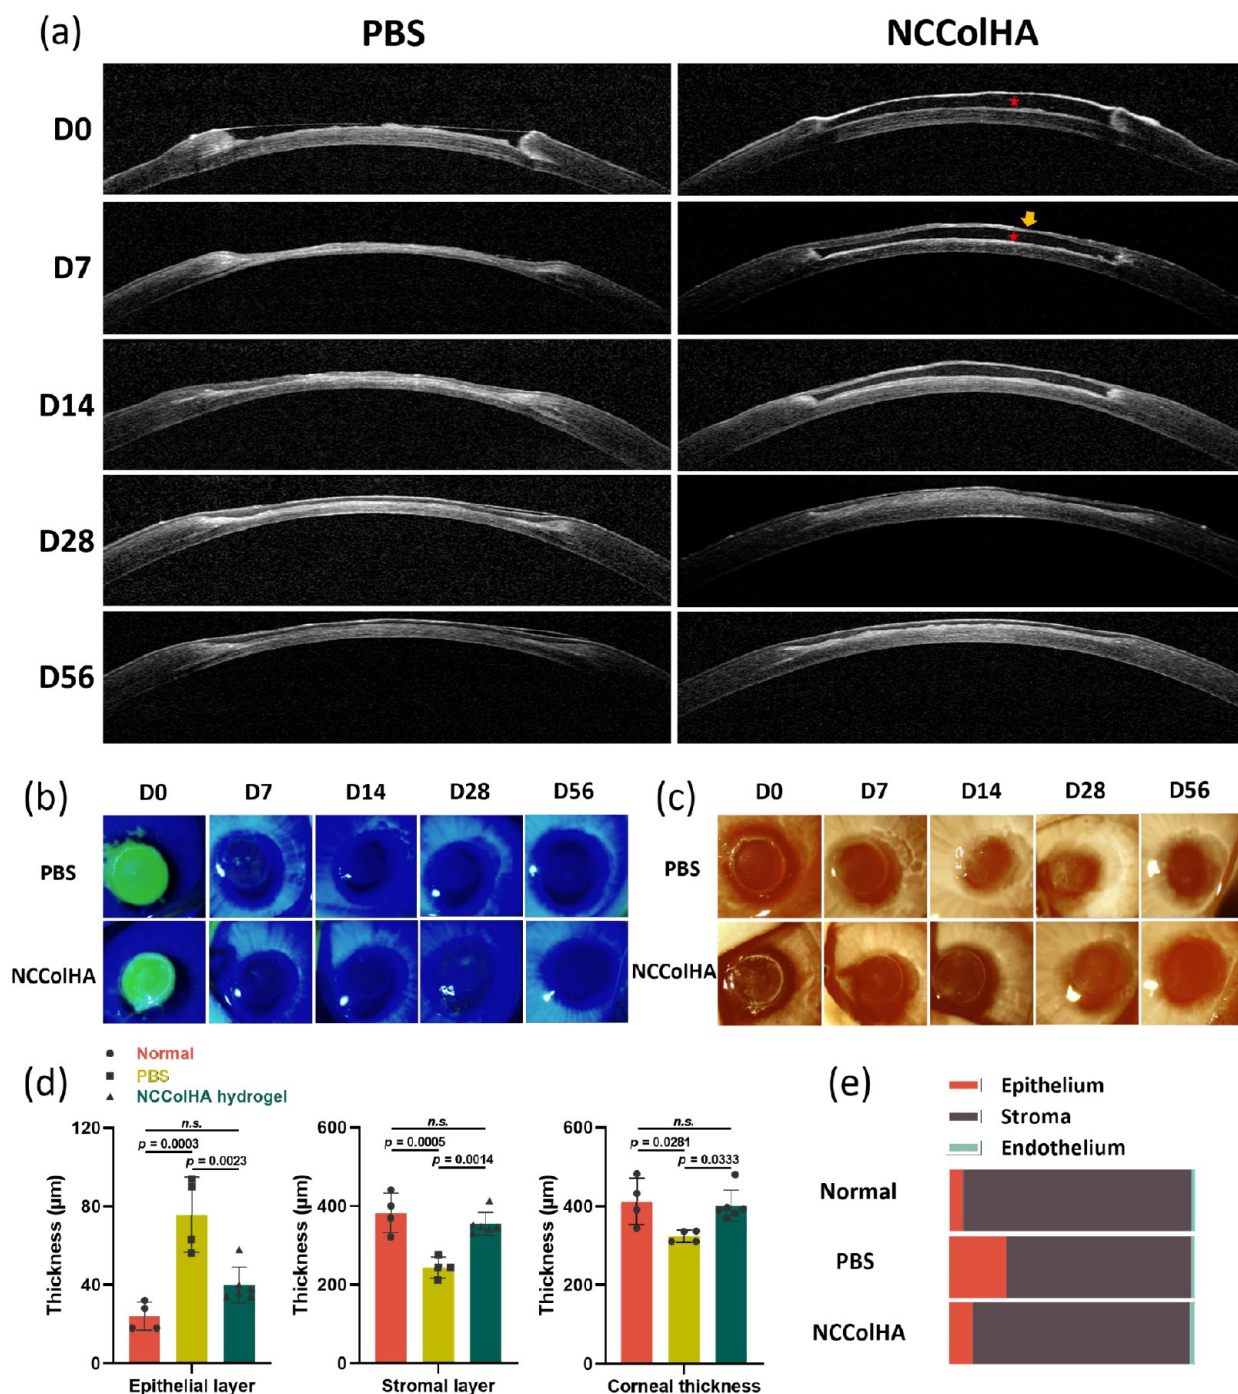 (a)
PBS
NCColHA
D0
D7
D14
D28
D56
(b)
D0
D7
D14
D28
D56
PBS
NCColHA
(c)
D0
D7
D14
D28
D56
PBS
NCColHA
(d)
Normal
PBS
NCColHA hydrogel
Thickness (µm)
120
80
40
0
n.s.
p = 0.0003
p = 0.0023
Epithelial layer
Thickness (µm)
600
400
200
0
n.s.
p = 0.0005
p = 0.0014
Stromal layer
Thickness (µm)
600
400
200
0
n.s.
p = 0.0281
p = 0.0333
Corneal thickness
(e)
Epithelium
Stroma
Endothelium
Normal
PBS
NCColHA